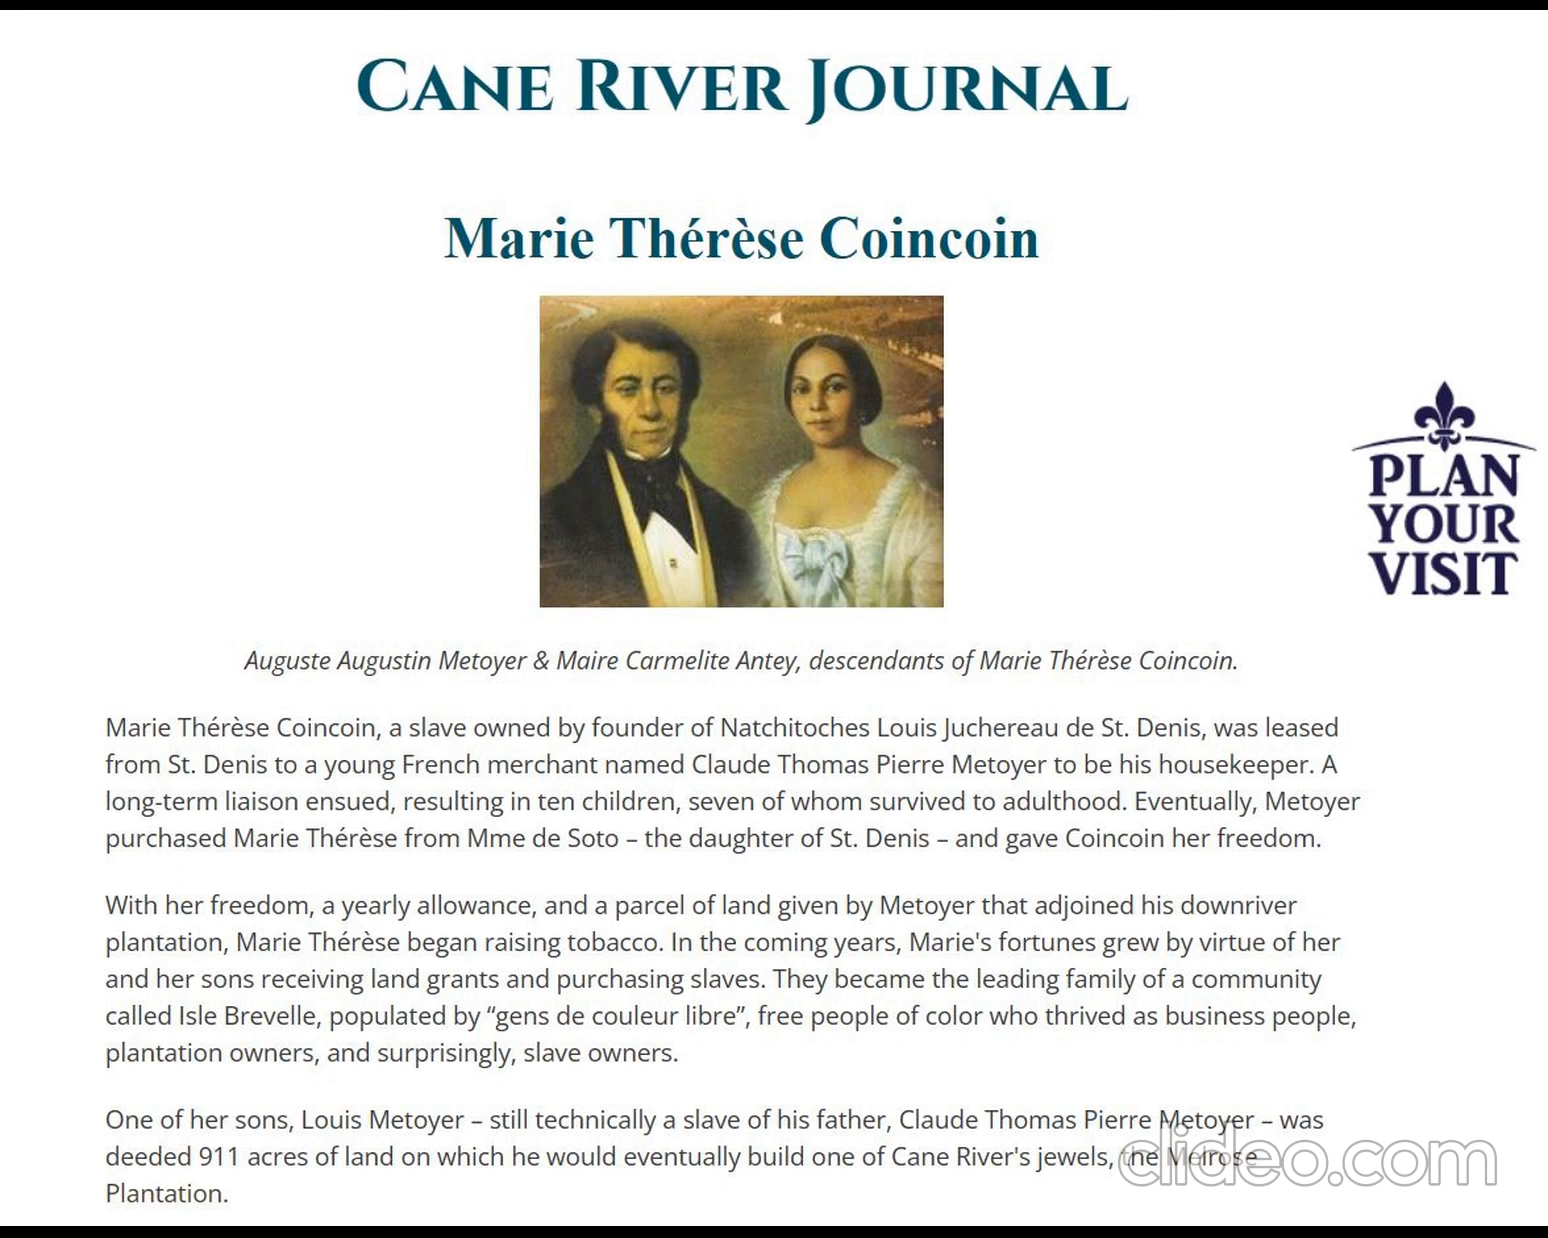 CANE RIVER JOURNAL
Marie Thérèse Coincoin
PLAN
YOUR
VISIT
Auguste Augustin Metoyer & Maire Carmelite Antey, descendants of Marie Thérèse Coincoin.
Marie Thérèse Coincoin, a slave owned by founder of Natchitoches Louis Juchereau de St. Denis, was leased
from St. Denis to a young French merchant named Claude Thomas Pierre Metoyer to be his housekeeper. A
long-term liaison ensued, resulting in ten children, seven of whom survived to adulthood. Eventually, Metoyer
purchased Marie Thérèse from Mme de Soto – the daughter of St. Denis – and gave Coincoin her freedom.
With her freedom, a yearly allowance, and a parcel of land given by Metoyer that adjoined his downriver
plantation, Marie Thérèse began raising tobacco. In the coming years, Marie's fortunes grew by virtue of her
and her sons receiving land grants and purchasing slaves. They became the leading family of a community
called Isle Brevelle, populated by “gens de couleur libre”, free people of color who thrived as business people,
plantation owners, and surprisingly, slave owners.
One of her sons, Louis Metoyer – still technically a slave of his father, Claude Thomas Pierre Metoyer – was
deeded 911 acres of land on which he would eventually build one of Cane River's jewels, the Melrose
Plantation.
clideo.com